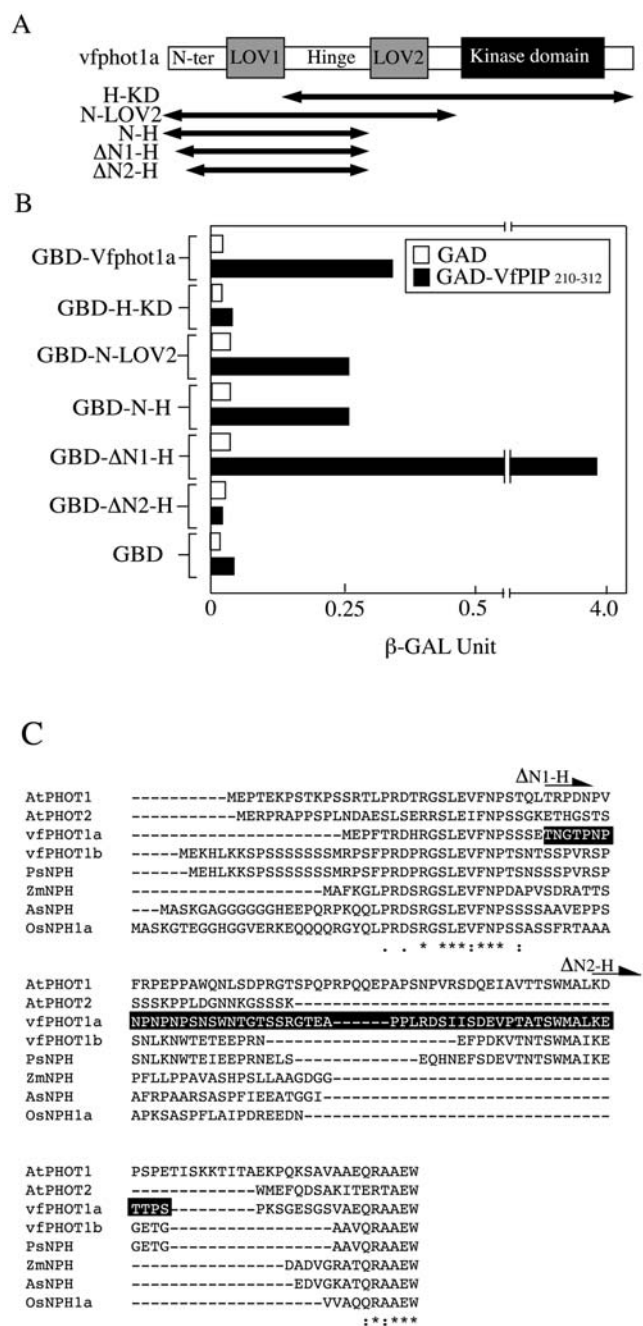 A
vfphot1a
N-ter
LOV1
Hinge
LOV2
Kinase domain
H-KD
N-LOV2
N-H
ΔN1-H
ΔN2-H
B
GAD
GAD-VfPIP 210-312
GBD-Vfphot1a
GBD-H-KD
GBD-N-LOV2
GBD-N-H
GBD-ΔN1-H
GBD-ΔN2-H
GBD
0 0.25 0.5 4.0
β-GAL Unit
C
ΔN1-H
AtPHOT1 ----------MEPTEKPSTKPSSRTLPRDTRGSLEVFNPSTQLTRPDNPV
AtPHOT2 -----------MERPRAPPSPLNDAESLSERRSLEIFNPSSGKETHGSTS
vfPHOT1a ----------------------MEPFTRDHRGSLEVFNPSSSETNGTPNP
vfPHOT1b -----MEKHLKKSPSSSSSSSSMRPSFPRDSRGSLEVFNPTSNTSSPVRSP
PsNPH ------MEHLKKSPSSSSSSSMRPSFPRDSRGSLEVFNPTSNTNSSPVRSP
ZmNPH --------------------MAFKGLPRDSRGSLEVFNPDAPVSDRATTS
AsNPH ---MASKGAGGGGGGHEEPQRPKQQLPRDSRGSLEVFNPSSSSAAVEPPS
OsNPH1a MASKGTEGGHGGVERKEQQQQRGYQLPRDSRGSLEVFNPSSASSFRTAAA
. . * ***:***  :
ΔN2-H
AtPHOT1 FRPEPPAWQNLSDPRGTSPQPRPQQEPAPSNPVRSDQEIAVTTSWMALKD
AtPHOT2 SSSKPPLDGNNKGSSSK---------------------------------
vfPHOT1a NPNPNPSNSWNTGTSSRGTEA------PPLRDSIISDEVPTATSWMALKE
vfPHOT1b SNLKNWTETEEPRN--------------------EFPDKVTNTSWMAIKE
PsNPH SNLKNWTEIEEPRNELS-------------EQHNEFSDEVTNTSWMAIKE
ZmNPH PFLLPPAVASHPSLLAAGDGG-----------------------------
AsNPH AFRPAARSASPFIEEATGGI------------------------------
OsNPH1a APKSASPFLAIPDREEDN--------------------------------
AtPHOT1 PSPETISKKTITAEKPQKSAVAAEQRAAEW
AtPHOT2 -------------WMEFQDSAKITERTAEW
vfPHOT1a TTPS---------PKSGESGSVAEQRAAEW
vfPHOT1b GETG-----------------AAVQRAAEW
PsNPH GETG-----------------AAVQRAAEW
ZmNPH ----------------DADVGRATQRAAEW
AsNPH -----------------EDVGKATQRAAEW
OsNPH1a --------------------VVAQQRAAEW
:*:***